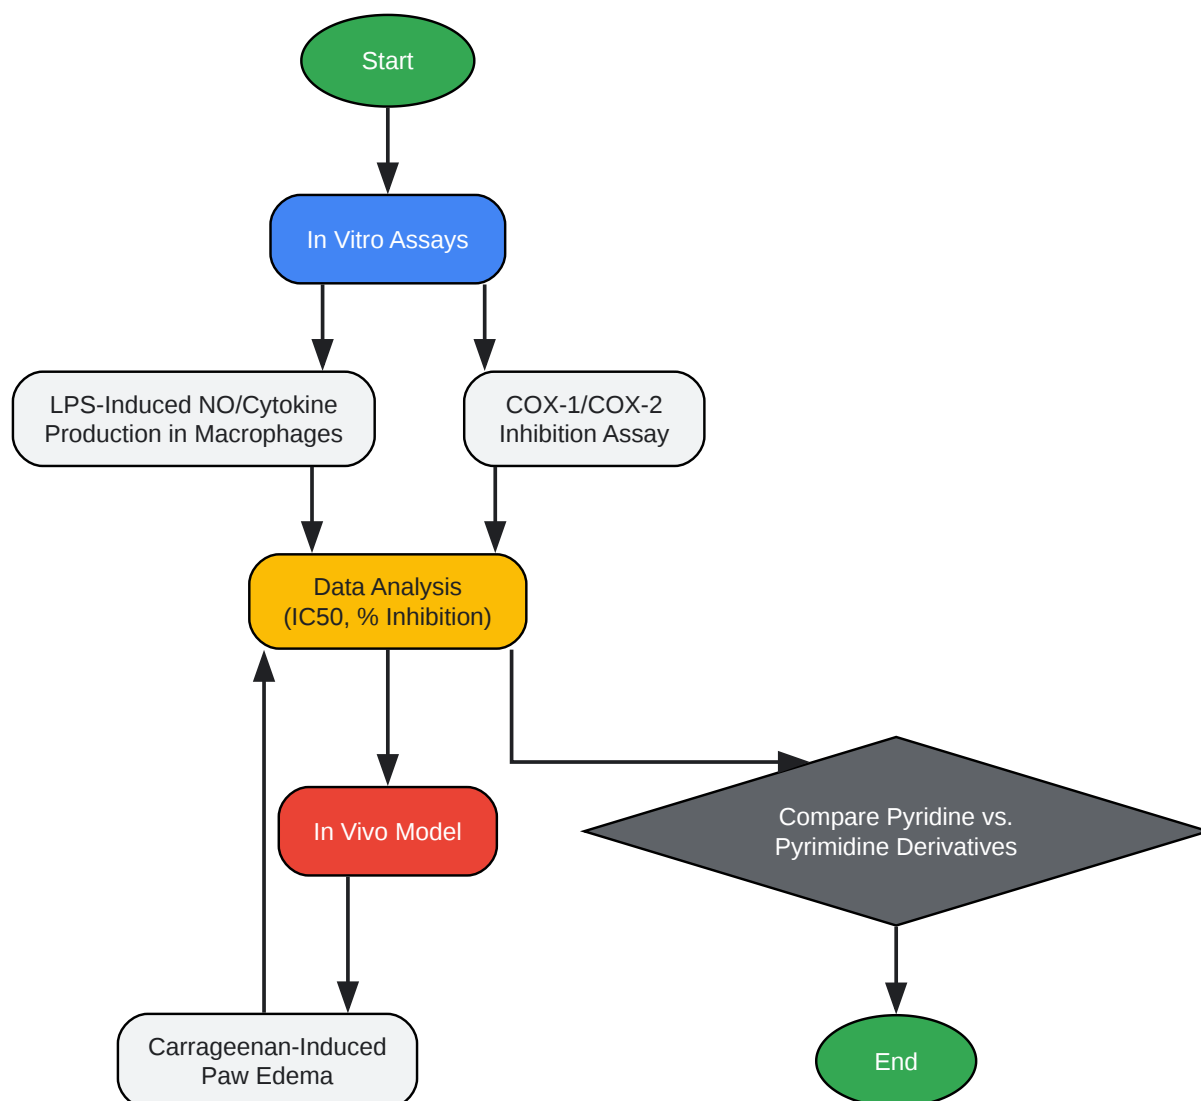 Start
In Vitro Assays
LPS-Induced NO/Cytokine
Production in Macrophages
COX-1/COX-2
Inhibition Assay
Data Analysis
(IC50, % Inhibition)
In Vivo Model
Compare Pyridine vs.
Pyrimidine Derivatives
Carrageenan-Induced
Paw Edema
End